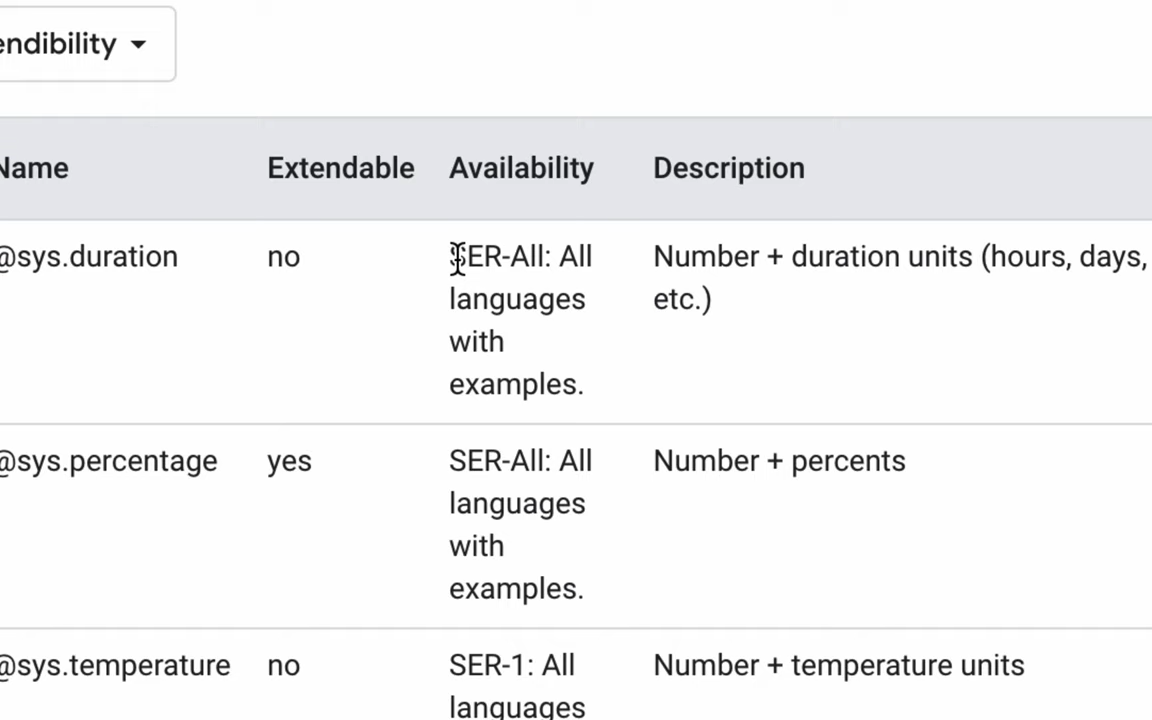 endibility
Name Extendable Availability Description
@sys.duration no SER-All: All Number + duration units (hours, days,
languages etc.)
with
examples.
@sys.percentage yes SER-All: All Number + percents
languages
with
examples.
@sys.temperature no SER-1: All Number + temperature units
languages